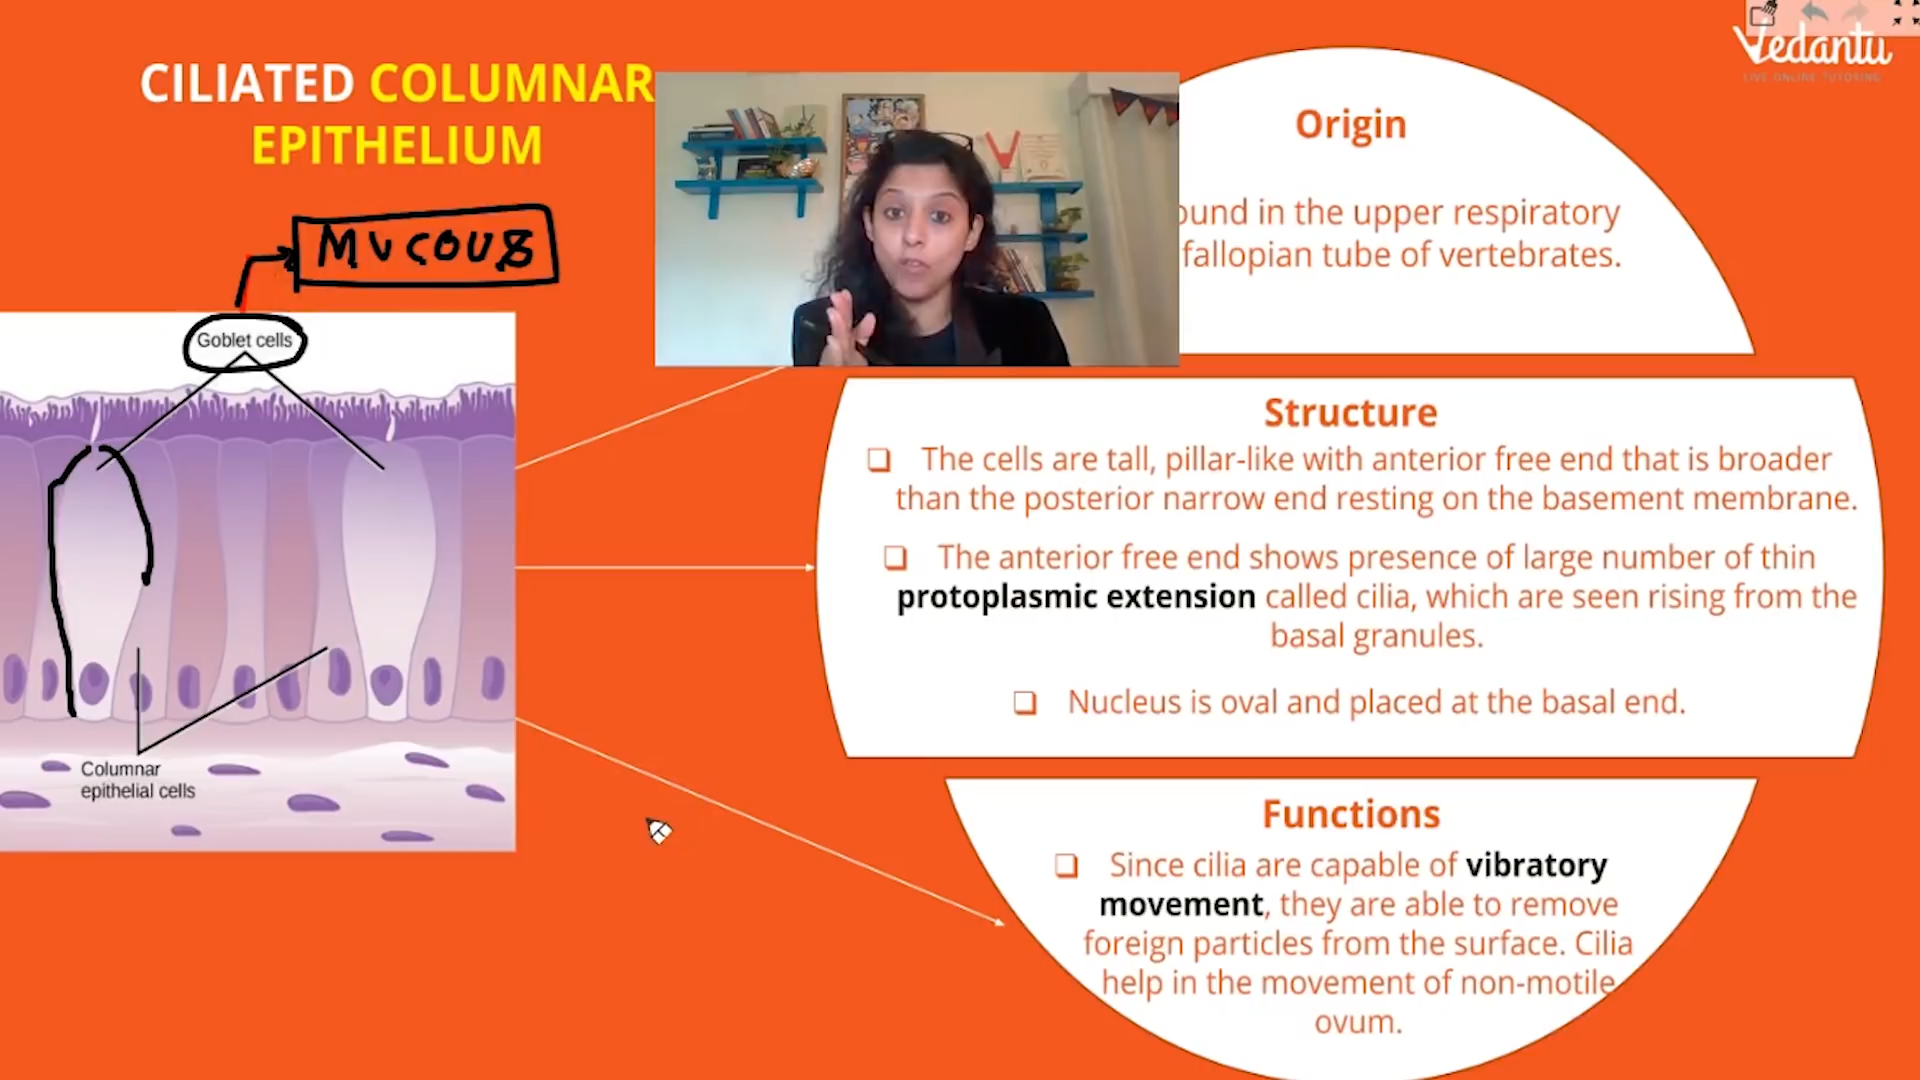 CILIATED COLUMNAR
EPITHELIUM
MUCOUS
Goblet cells
Columnar
epithelial cells
Vedantu
LIVE ONLINE TUTORING
Origin
in the upper respiratory
fallopian tube of vertebrates.
Structure
❑ The cells are tall, pillar-like with anterior free end that is broader
than the posterior narrow end resting on the basement membrane.
❑ The anterior free end shows presence of large number of thin
protoplasmic extension called cilia, which are seen rising from the
basal granules.
❑ Nucleus is oval and placed at the basal end.
Functions
❑ Since cilia are capable of vibratory
movement, they are able to remove
foreign particles from the surface. Cilia
help in the movement of non-motile
ovum.